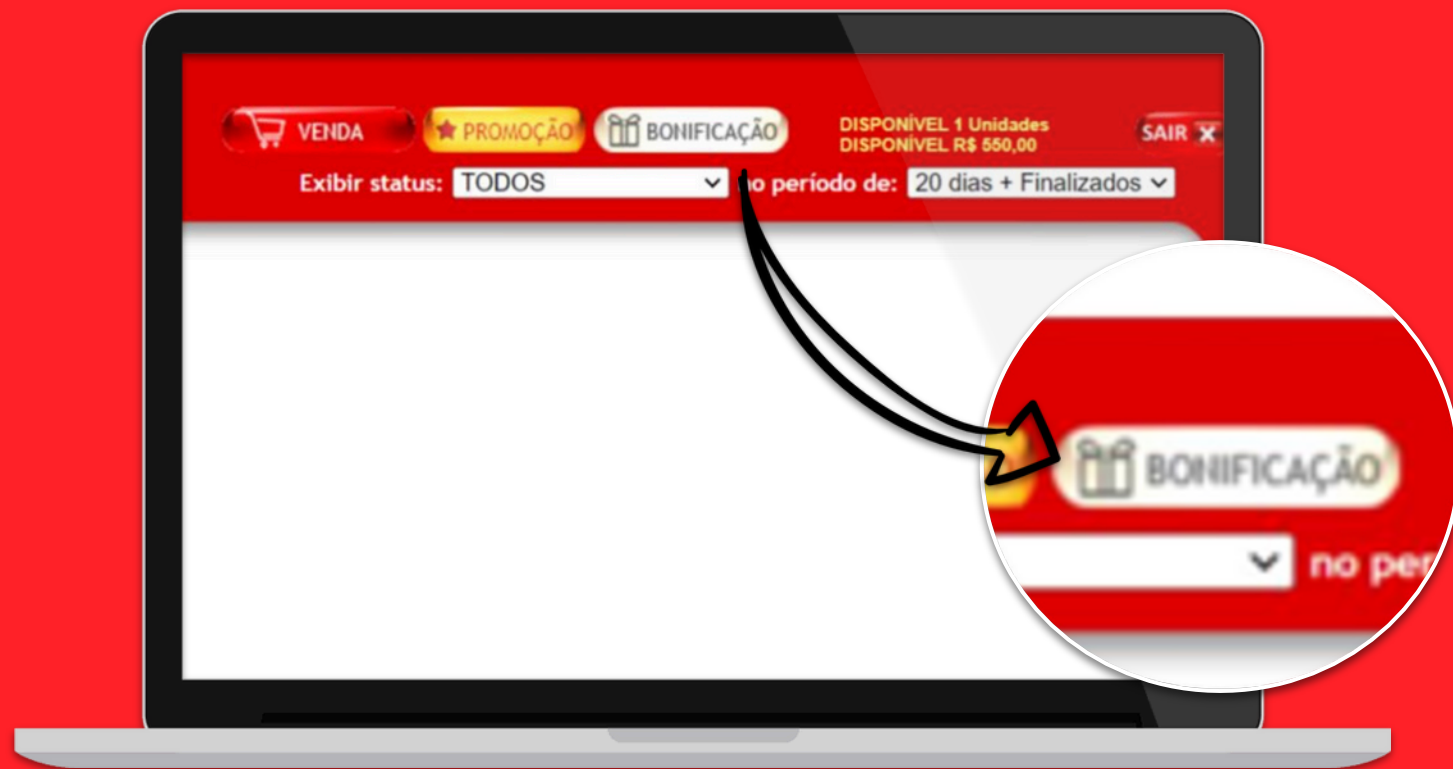 VENDA
PROMOÇÃO
BONIFICAÇÃO
DISPONÍVEL 1 Unidades
DISPONÍVEL R$ 550,00
SAIR X
Exibir status: TODOS no período de: 20 dias + Finalizados
BONIFICAÇÃO
no per